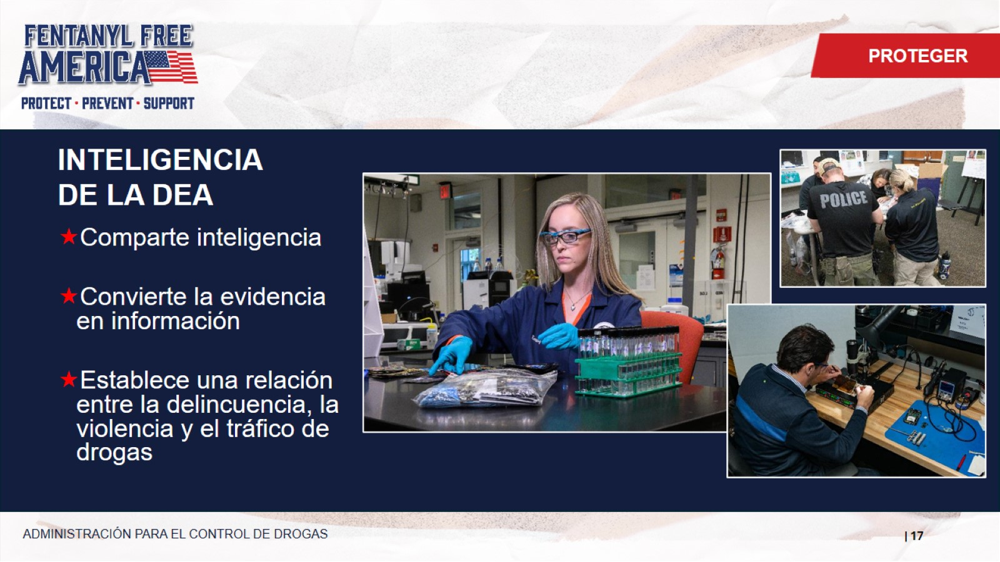 FENTANYL FREE
AMERICA
PROTECT • PREVENT • SUPPORT
PROTEGER
INTELIGENCIA
DE LA DEA
★Comparte inteligencia
★Convierte la evidencia
en información
★Establece una relación
entre la delincuencia, la
violencia y el tráfico de
drogas
POLICE
ADMINISTRACIÓN PARA EL CONTROL DE DROGAS
| 17